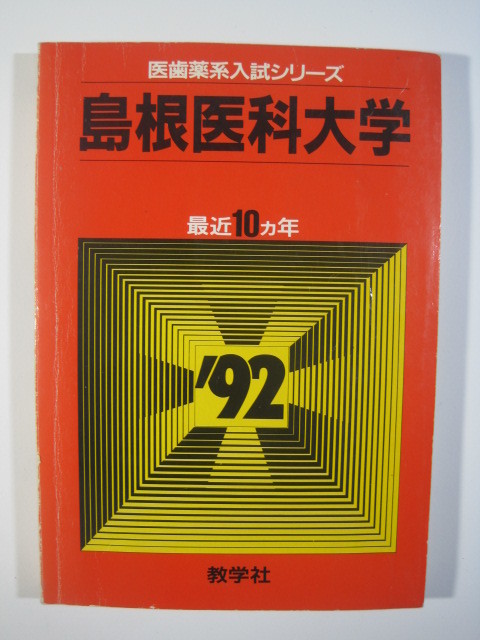 医歯薬系入試シリーズ
島根医科大学
最近10ヵ年
'92
教学社